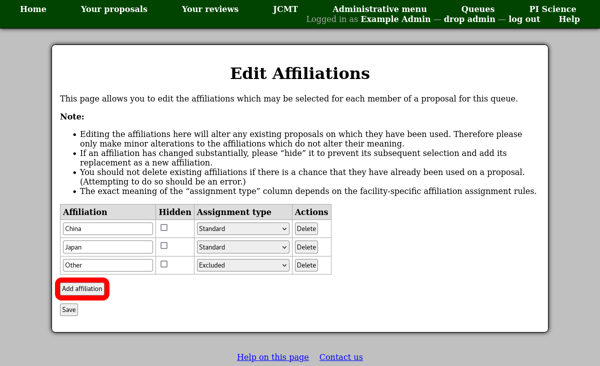 Home Your proposals Your reviews JCMT Administrative menu Queues PI Science
Logged in as Example Admin — drop admin — log out Help
Edit Affiliations
This page allows you to edit the affiliations which may be selected for each member of a proposal for this queue.
Note:
• Editing the affiliations here will alter any existing proposals on which they have been used. Therefore please
only make minor alterations to the affiliations which do not alter their meaning.
• If an affiliation has changed substantially, please “hide” it to prevent its subsequent selection and add its
replacement as a new affiliation.
• You should not delete existing affiliations if there is a chance that they have already been used on a proposal.
(Attempting to do so should be an error.)
• The exact meaning of the “assignment type” column depends on the facility-specific affiliation assignment rules.
Affiliation Hidden Assignment type Actions
China Standard Delete
Japan Standard Delete
Other Excluded Delete
Add affiliation
Save
Help on this page Contact us